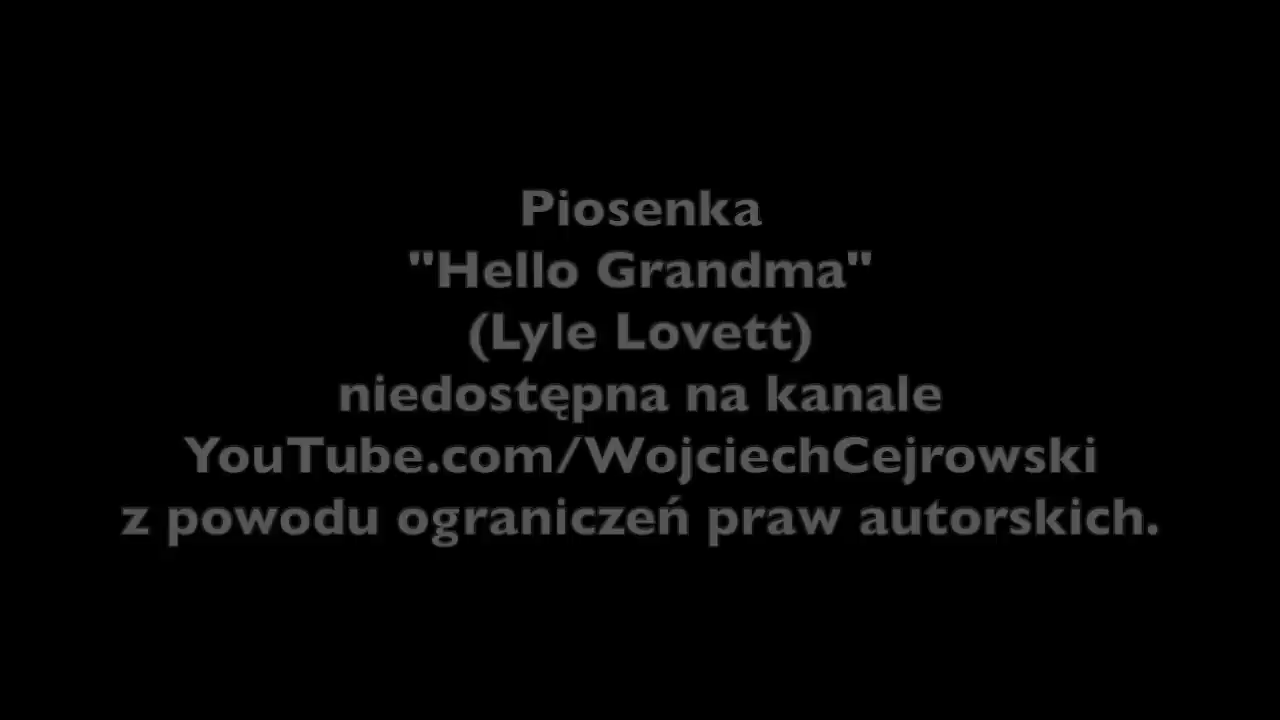 Piosenka
"Hello Grandma"
(Lyle Lovett)
niedostępna na kanale
YouTube.com/WojciechCejrowski
z powodu ograniczeń praw autorskich.